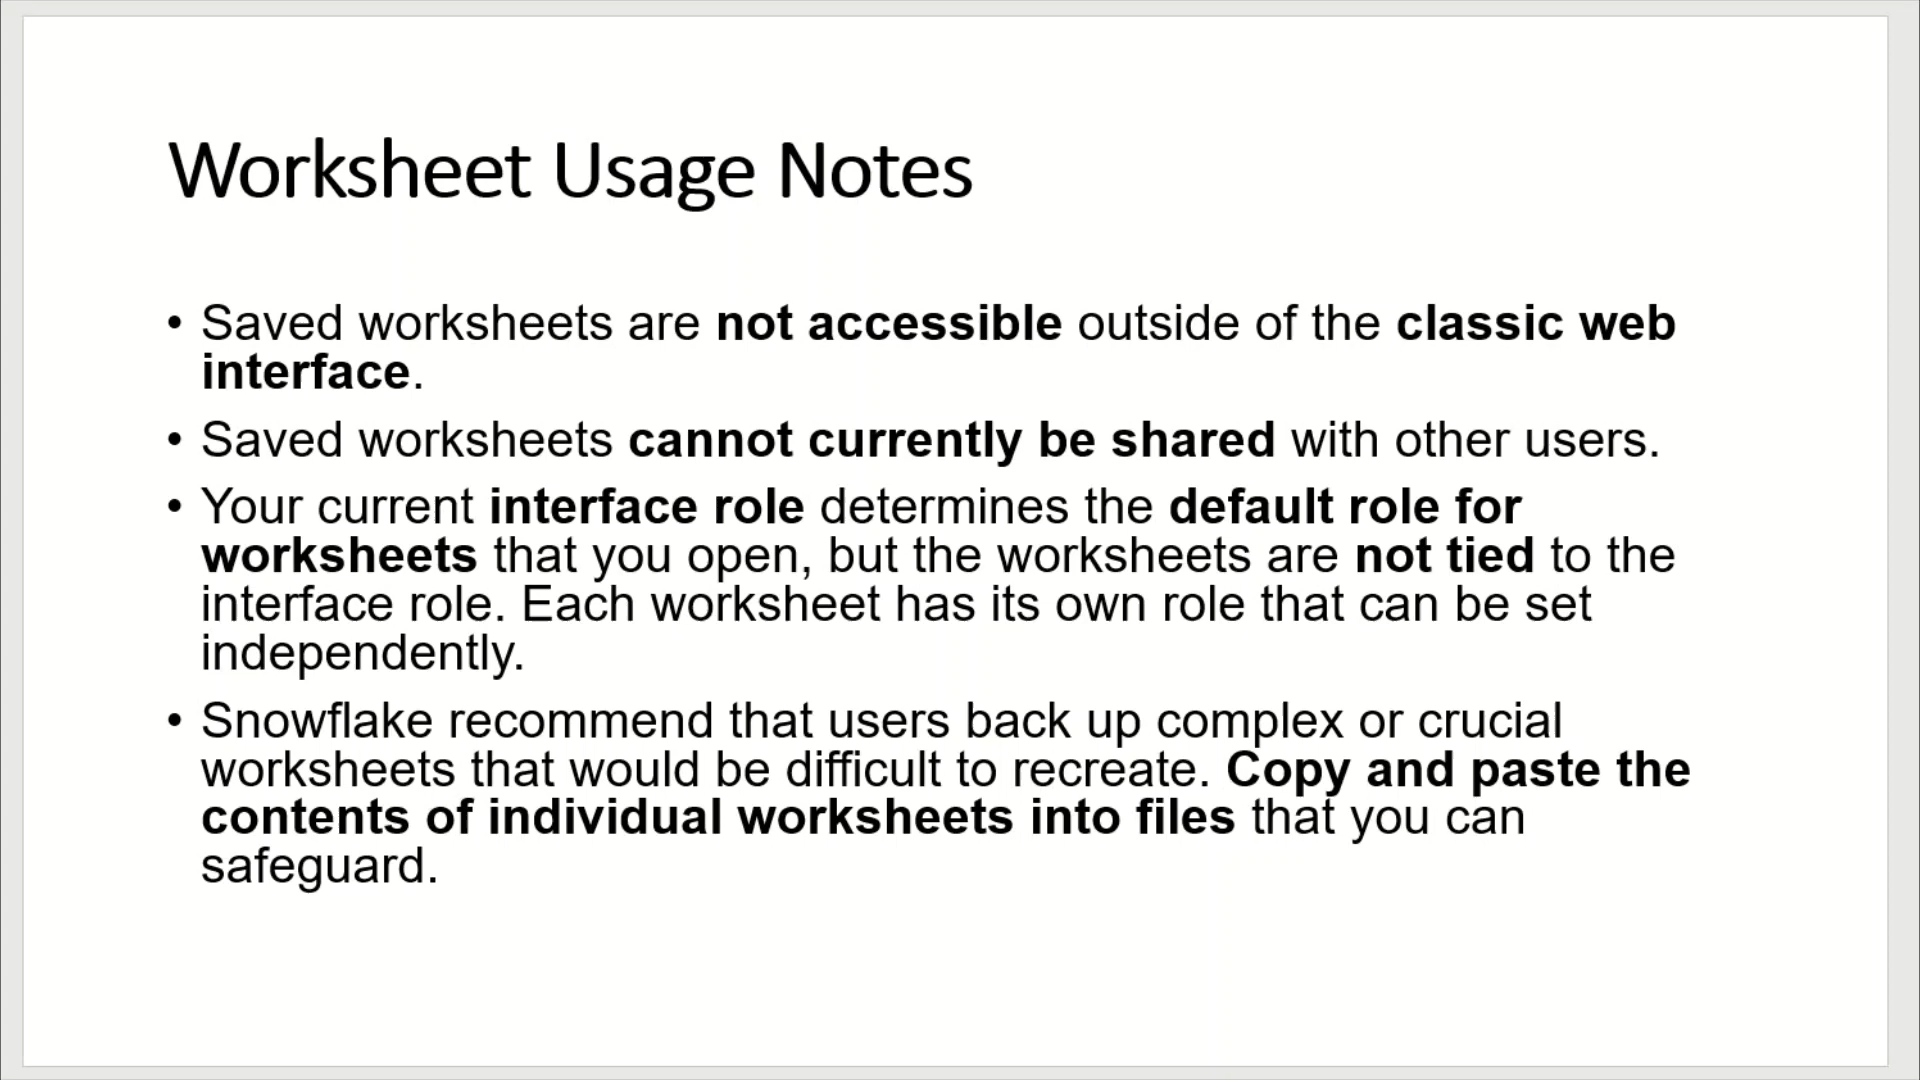 Worksheet Usage Notes
• Saved worksheets are not accessible outside of the classic web
interface.
• Saved worksheets cannot currently be shared with other users.
• Your current interface role determines the default role for
worksheets that you open, but the worksheets are not tied to the
interface role. Each worksheet has its own role that can be set
independently.
• Snowflake recommend that users back up complex or crucial
worksheets that would be difficult to recreate. Copy and paste the
contents of individual worksheets into files that you can
safeguard.